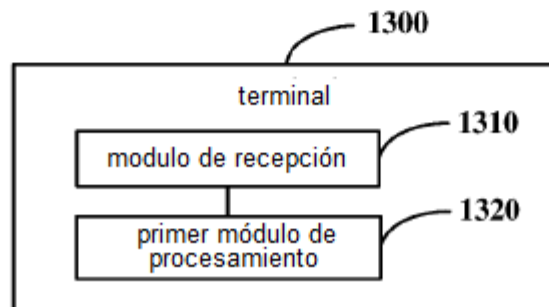 1300
terminal
1310
modulo de recepción
1320
primer módulo de
procesamiento